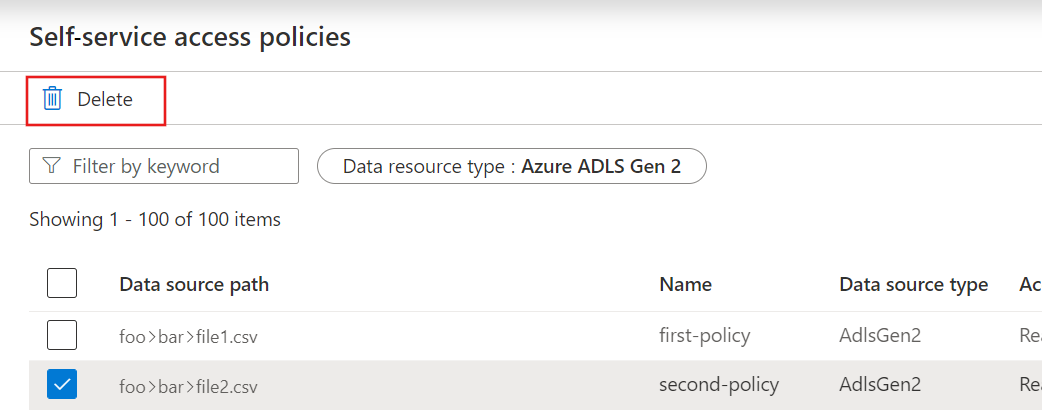 Self-service access policies
Delete
Filter by keyword
Data resource type : Azure ADLS Gen 2
Showing 1 - 100 of 100 items
Data source path Name Data source type Ac
foo>bar>file1.csv first-policy AdlsGen2 Rea
foo>bar>file2.csv second-policy AdlsGen2 Rea